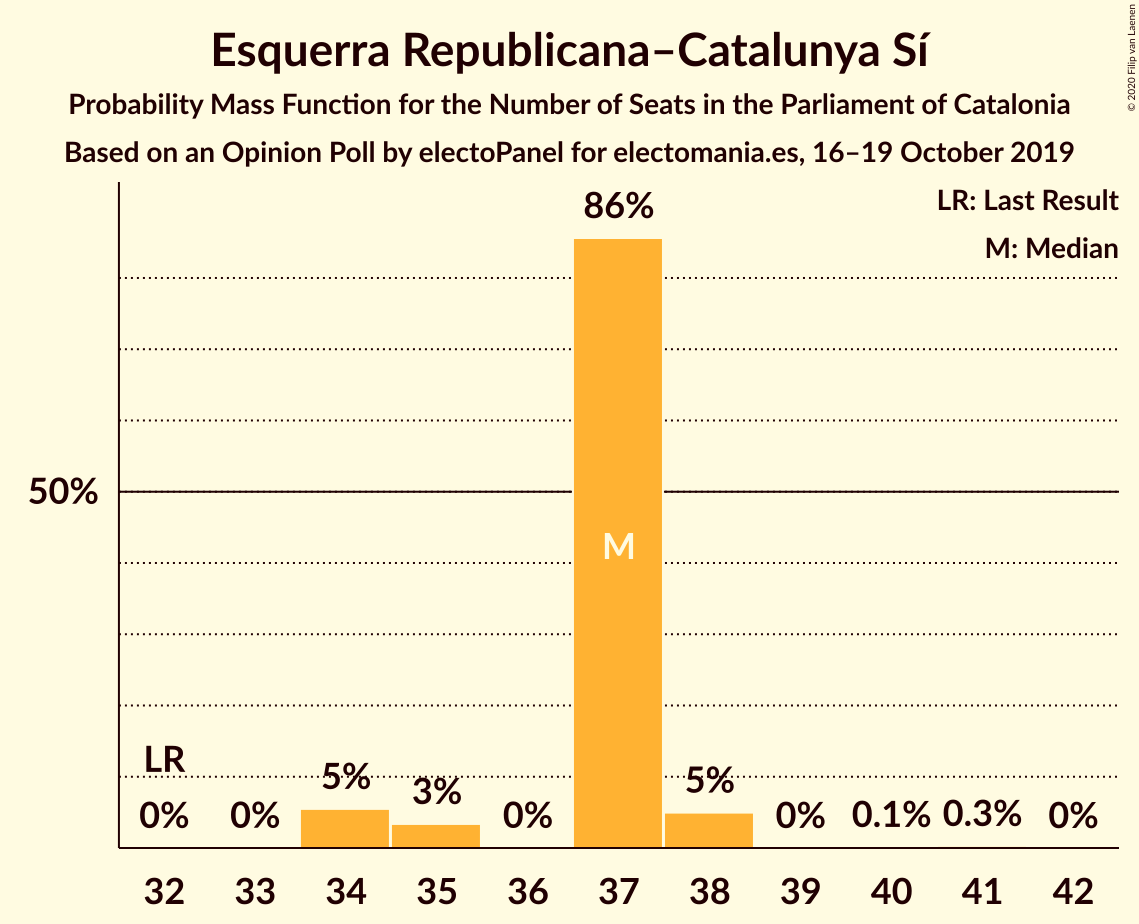 Esquerra Republicana–Catalunya Sí
Probability Mass Function for the Number of Seats in the Parliament of Catalonia
Based on an Opinion Poll by electoPanel for electomania.es, 16–19 October 2019
© 2020 Filip van Laenen
LR: Last Result
M: Median
86%
50%
M
LR
0% 0% 5% 3% 0% 5% 0% 0.1% 0.3% 0%
32 33 34 35 36 37 38 39 40 41 42